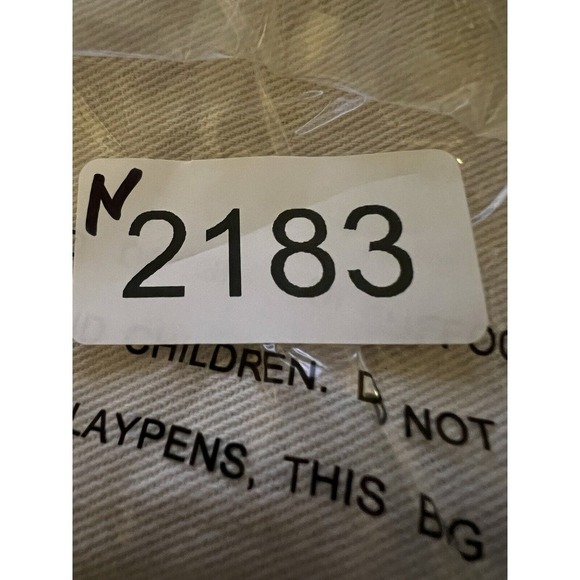 N
2183
CHILDREN. D NOT
LAYPENS, THIS BG